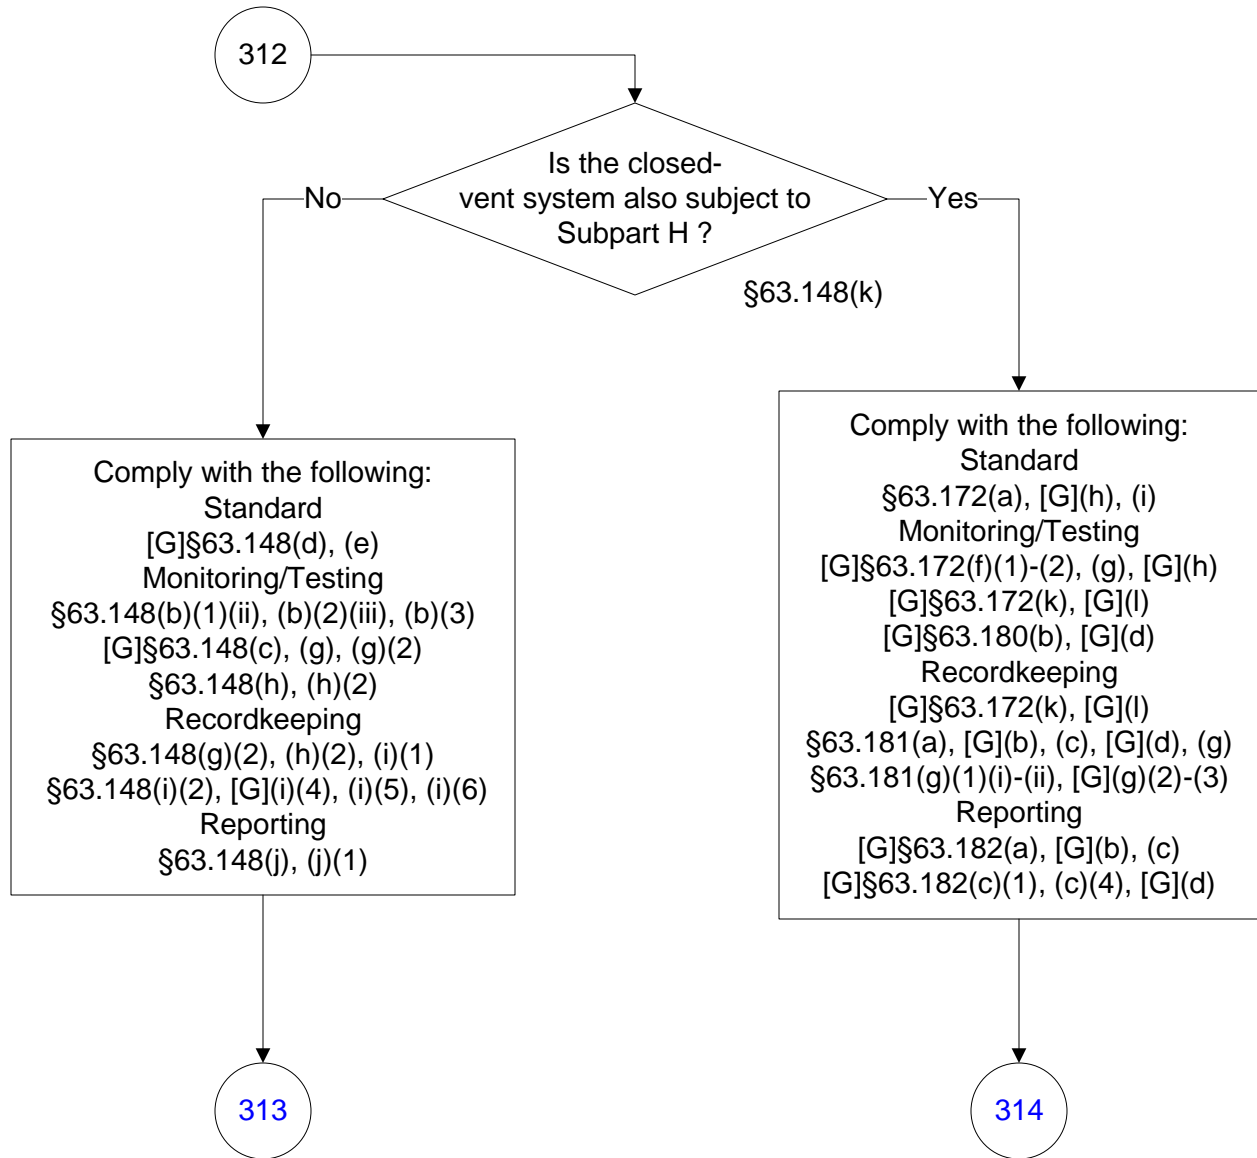 312
Is the closed-
vent system also subject to
Subpart H ?
No
Yes
§63.148(k)
Comply with the following:
Standard
[G]§63.148(d), (e)
Monitoring/Testing
§63.148(b)(1)(ii), (b)(2)(iii), (b)(3)
[G]§63.148(c), (g), (g)(2)
§63.148(h), (h)(2)
Recordkeeping
§63.148(g)(2), (h)(2), (i)(1)
§63.148(i)(2), [G](i)(4), (i)(5), (i)(6)
Reporting
§63.148(j), (j)(1)
Comply with the following:
Standard
§63.172(a), [G](h), (i)
Monitoring/Testing
[G]§63.172(f)(1)-(2), (g), [G](h)
[G]§63.172(k), [G](l)
[G]§63.180(b), [G](d)
Recordkeeping
[G]§63.172(k), [G](l)
§63.181(a), [G](b), (c), [G](d), (g)
§63.181(g)(1)(i)-(ii), [G](g)(2)-(3)
Reporting
[G]§63.182(a), [G](b), (c)
[G]§63.182(c)(1), (c)(4), [G](d)
313
314